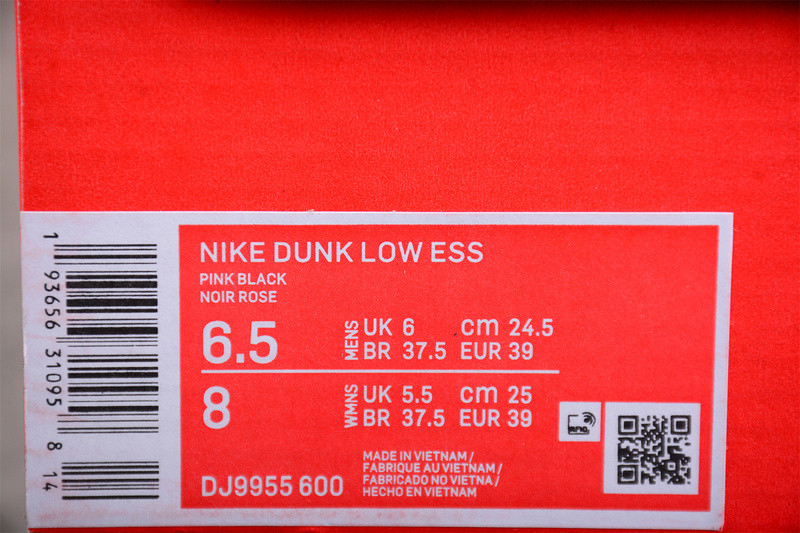 1 93656 31095 8 14
NIKE DUNK LOW ESS
PINK BLACK
NOIR ROSE
6.5 MENS UK 6 cm 24.5
BR 37.5 EUR 39
8 WMNS UK 5.5 cm 25
BR 37.5 EUR 39
RFID
DJ9955 600
MADE IN VIETNAM /
FABRIQUE AU VIETNAM /
FABRICADO NO VIETNA /
HECHO EN VIETNAM